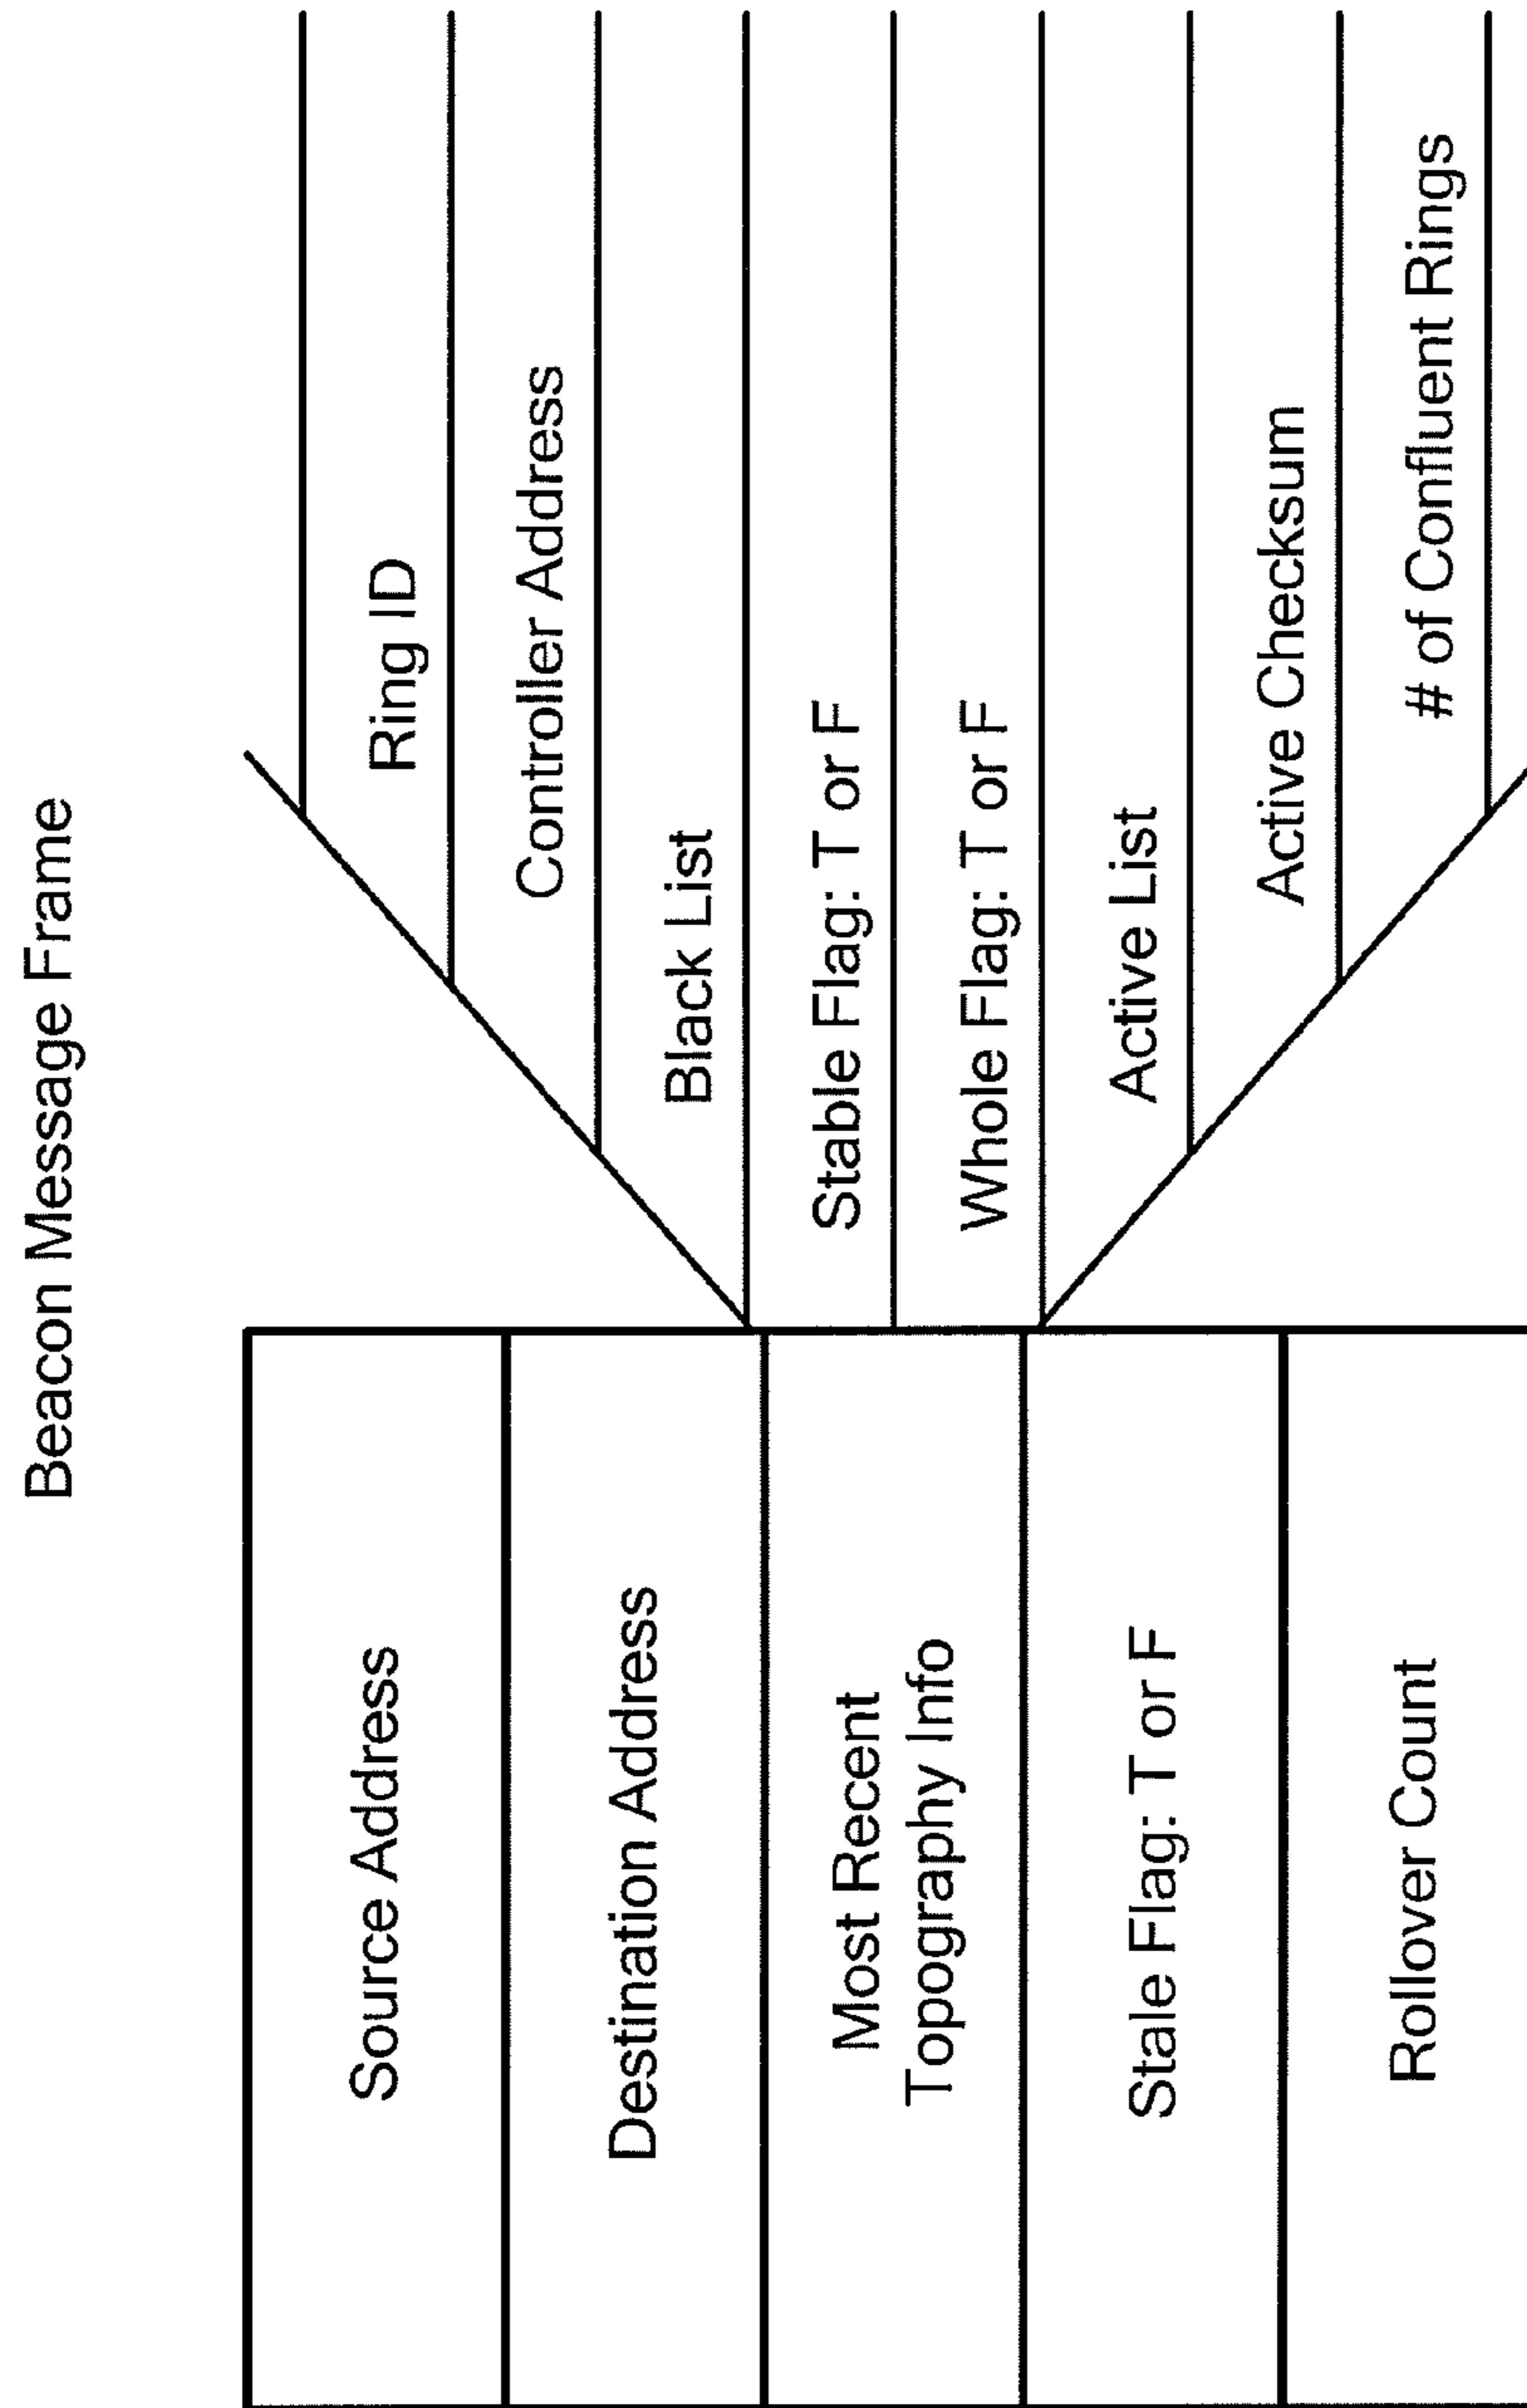 Beacon Message Frame
Source Address
Destination Address
Most Recent
Topography Info
Stale Flag: T or F
Rollover Count
Ring ID
Controller Address
Black List
Stable Flag: T or F
Whole Flag: T or F
Active List
Active Checksum
# of Confluent Rings